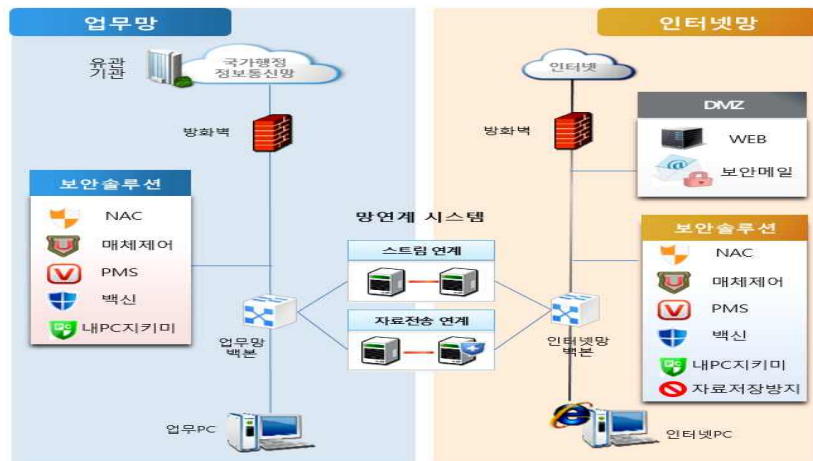 업무망
유관
기관
국가행정
정보통신망
방화벽
보안솔루션
NAC
매체제어
PMS
백신
내PC지키미
업무망
백본
업무PC
망연계 시스템
스트림 연계
자료전송 연계
인터넷망
인터넷
방화벽
DMZ
WEB
보안메일
보안솔루션
NAC
매체제어
PMS
백신
내PC지키미
자료저장방지
인터넷망
백본
인터넷PC